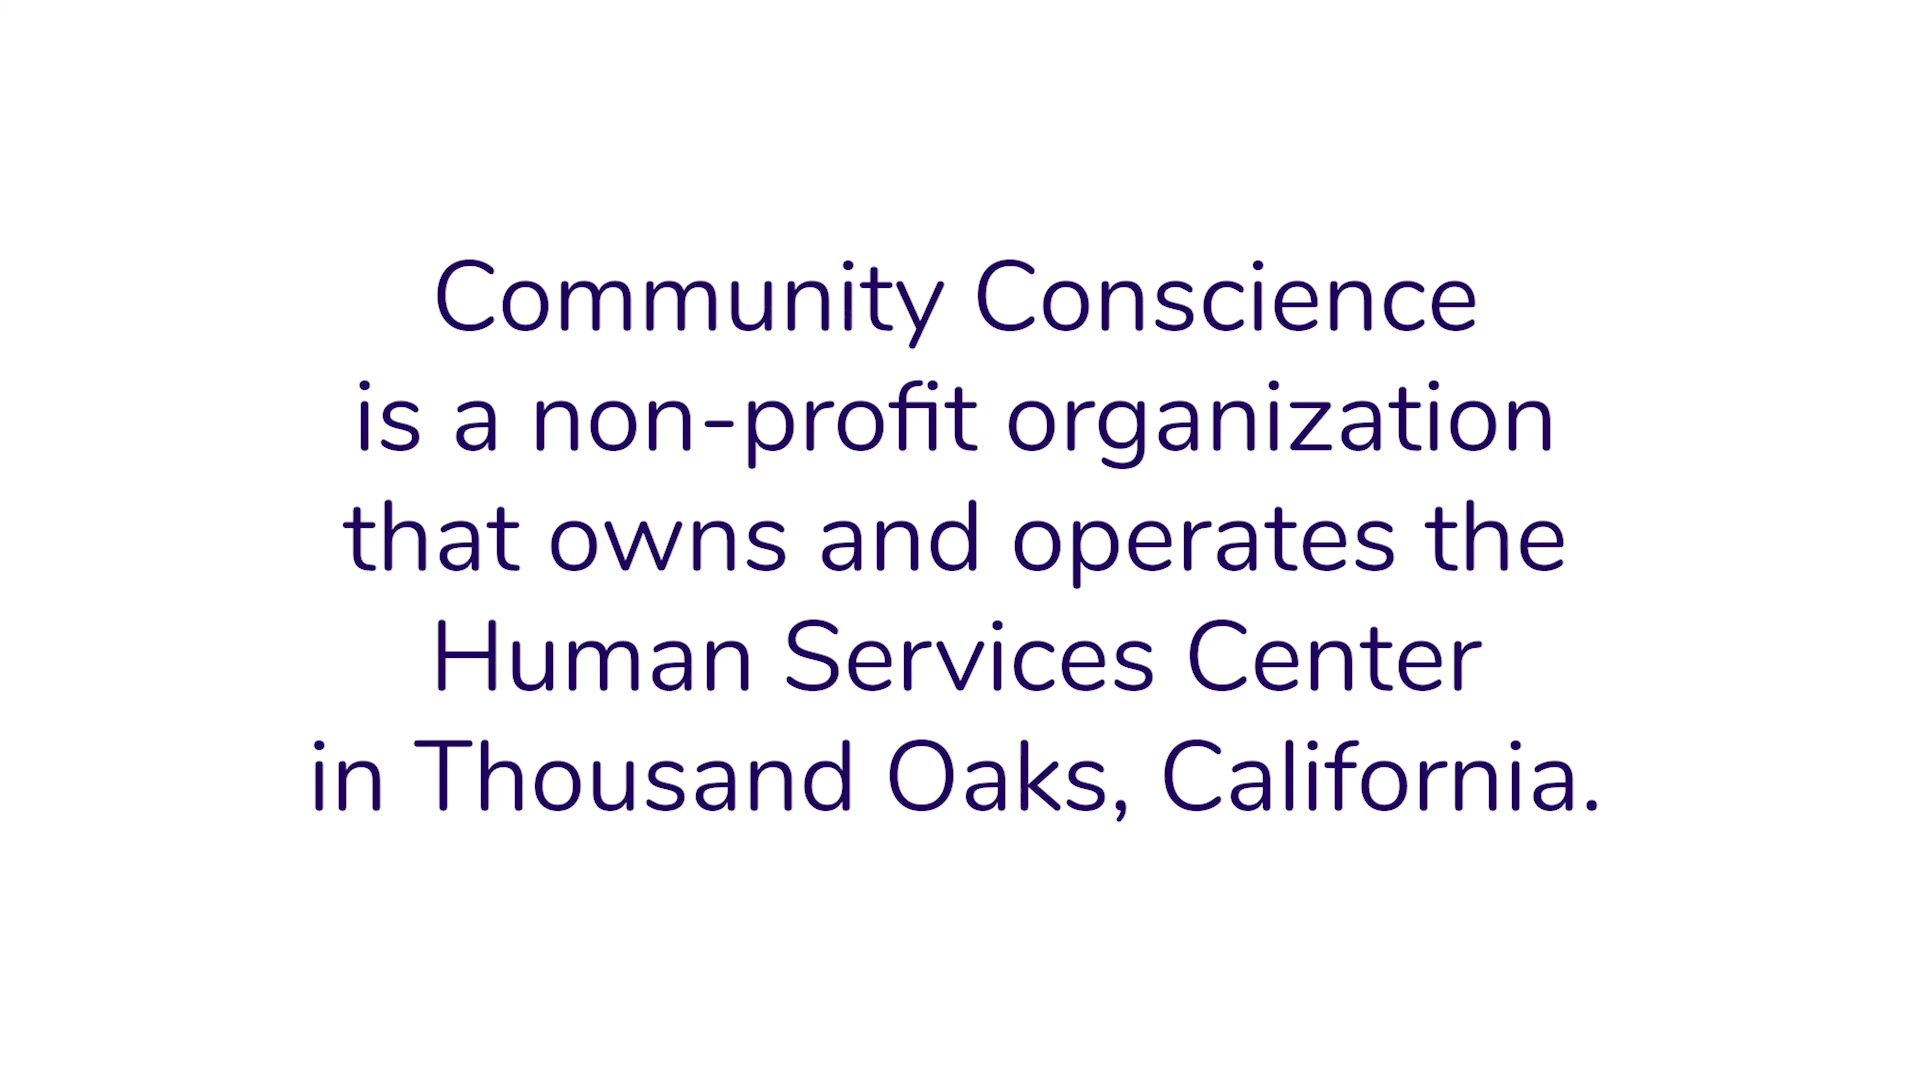 Community Conscience
is a non-profit organization
that owns and operates the
Human Services Center
in Thousand Oaks, California.